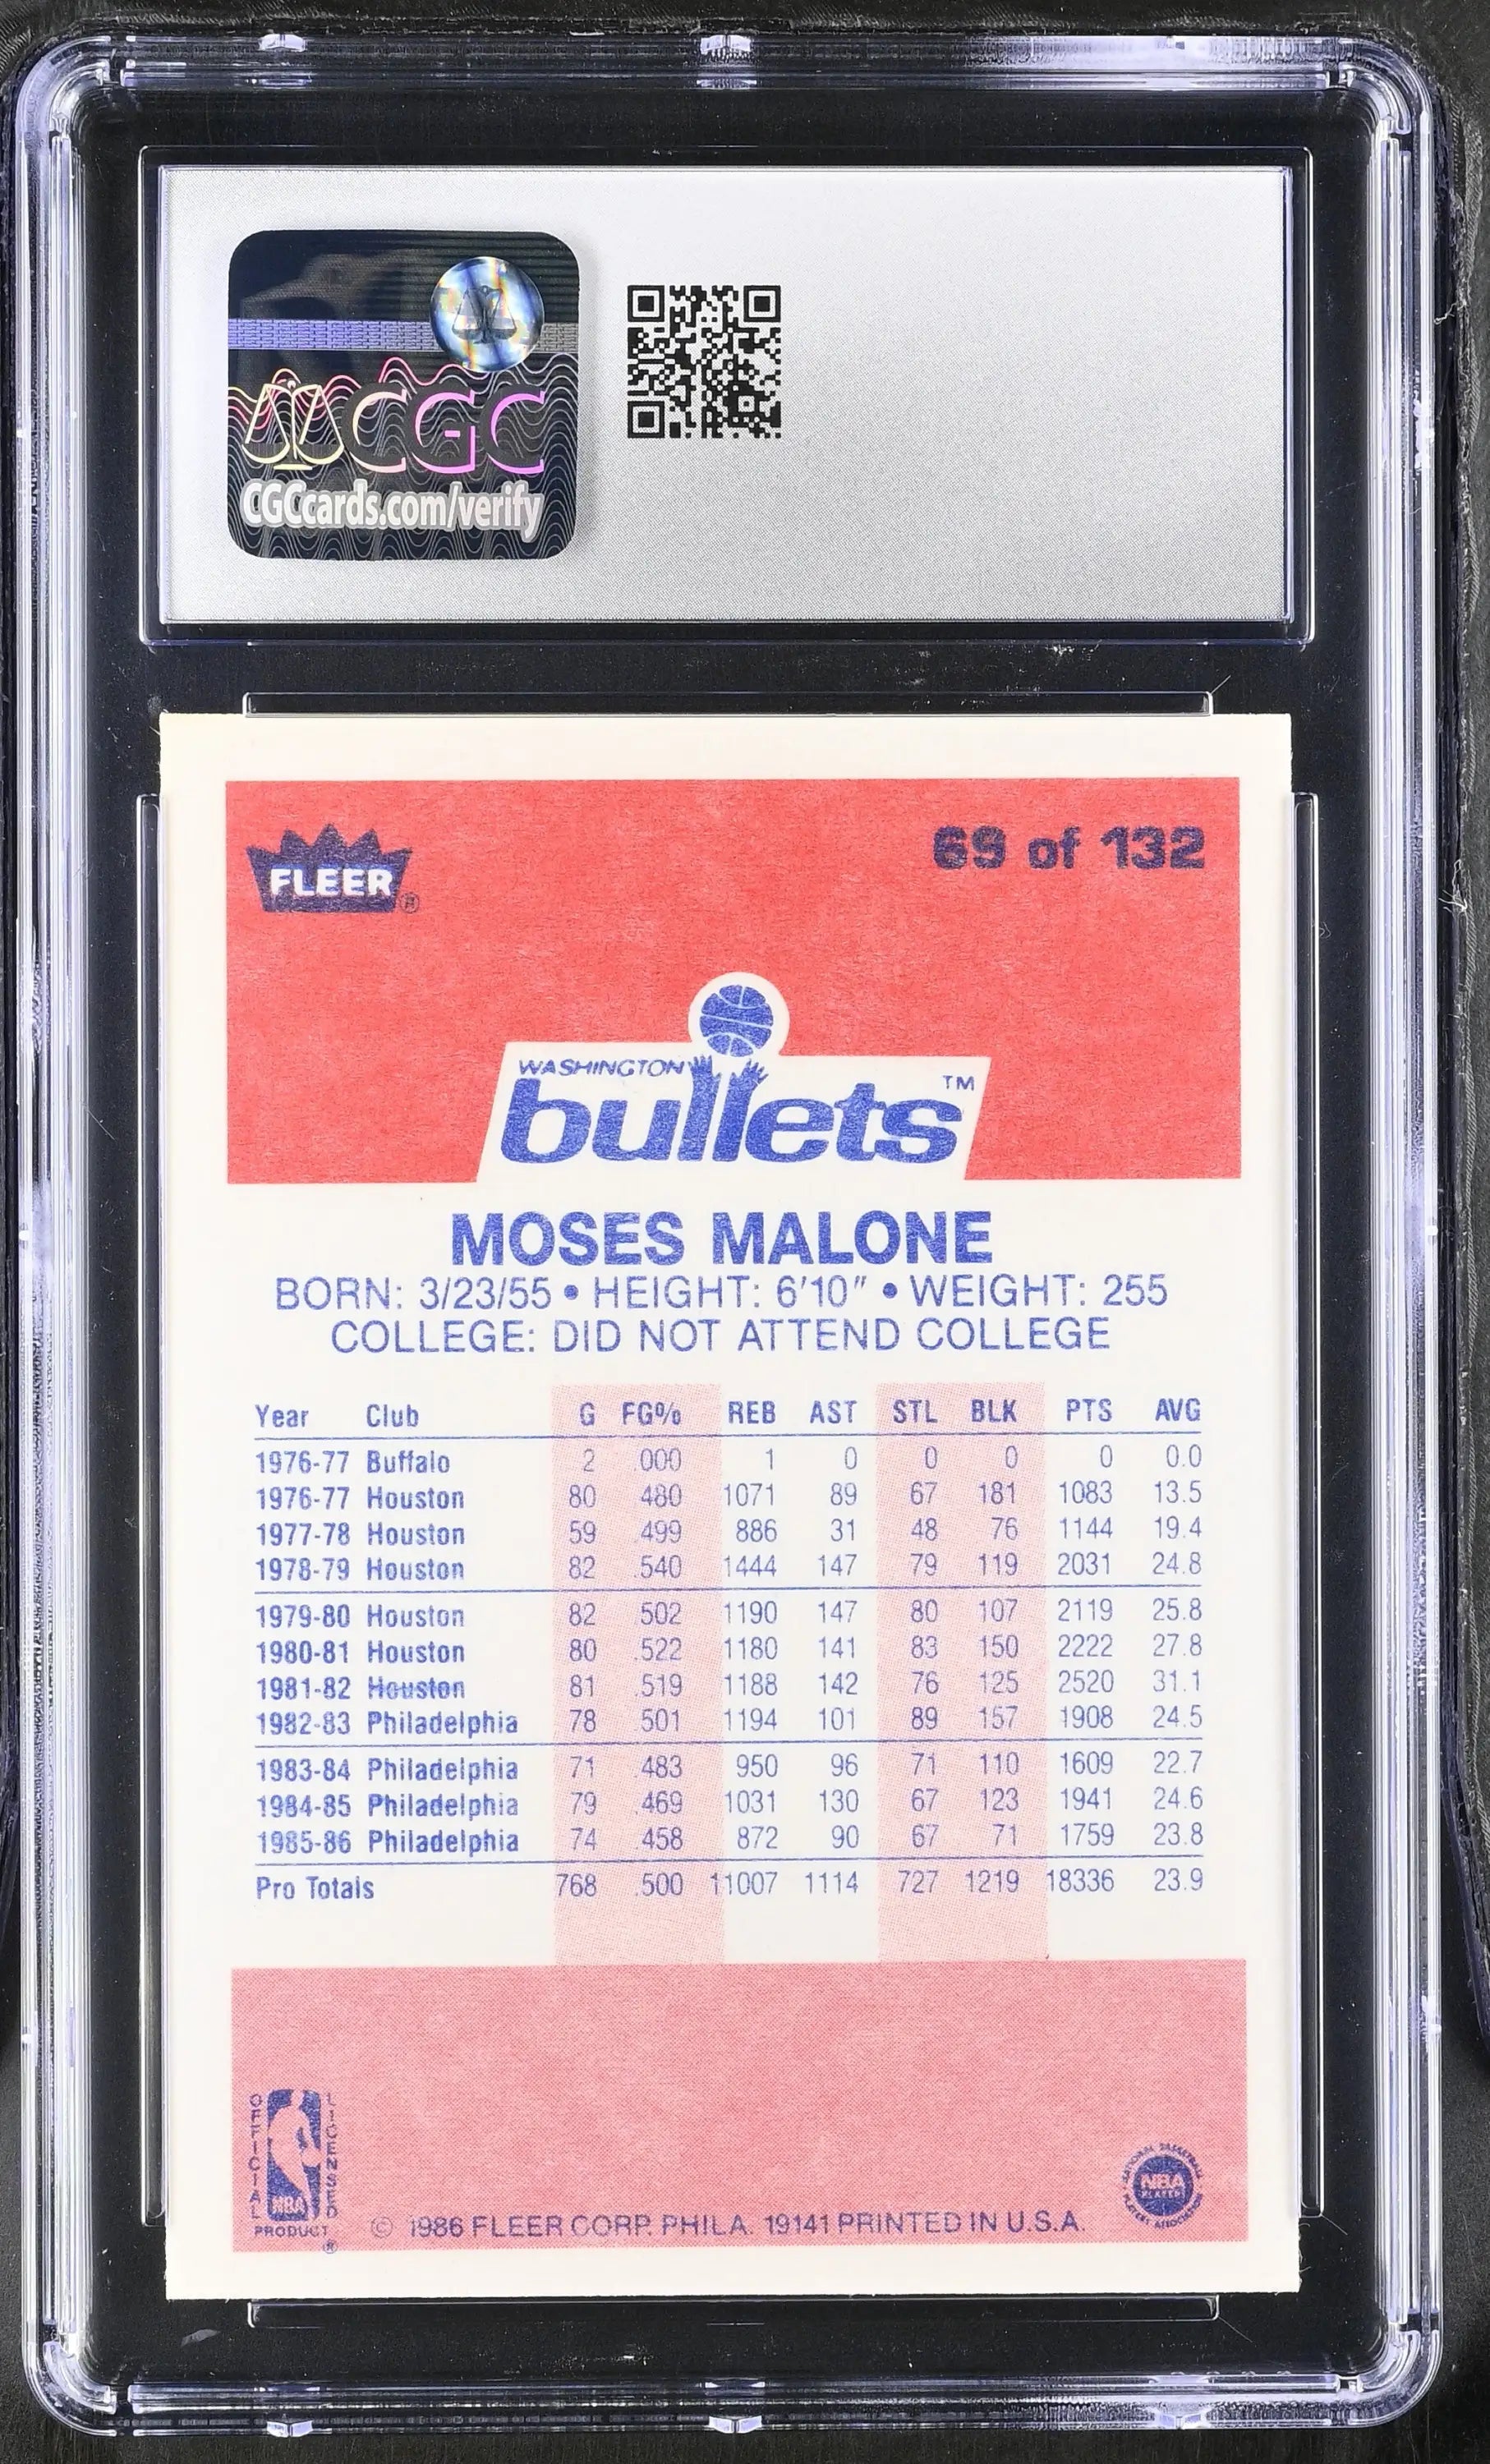 CGC
CGCcards.com/verify
FLEER®
69 of 132
WASHINGTON
bullets™
MOSES MALONE
BORN: 3/23/55 • HEIGHT: 6'10" • WEIGHT: 255
COLLEGE: DID NOT ATTEND COLLEGE
Year Club G FG% REB AST STL BLK PTS AVG
1976-77 Buffalo 2 .000 1 0 0 0 0 0.0
1976-77 Houston 80 .480 1071 89 67 181 1083 13.5
1977-78 Houston 59 .499 886 31 48 76 1144 19.4
1978-79 Houston 82 .540 1444 147 79 119 2031 24.8
1979-80 Houston 82 .502 1190 147 80 107 2119 25.8
1980-81 Houston 80 .522 1180 141 83 150 2222 27.8
1981-82 Houston 81 .519 1188 142 76 125 2520 31.1
1982-83 Philadelphia 78 .501 1194 101 89 157 1908 24.5
1983-84 Philadelphia 71 .483 950 96 71 110 1609 22.7
1984-85 Philadelphia 79 .469 1031 130 67 123 1941 24.6
1985-86 Philadelphia 74 .458 872 90 67 71 1759 23.8
Pro Totals 768 .500 11007 1114 727 1219 18336 23.9
OFFICIAL
LICENSED
NBA
PRODUCT®
© 1986 FLEER CORP. PHILA. 19141 PRINTED IN U.S.A.
NATIONAL BASKETBALL
NBA
PLAYER
PLAYERS ASSOCIATION